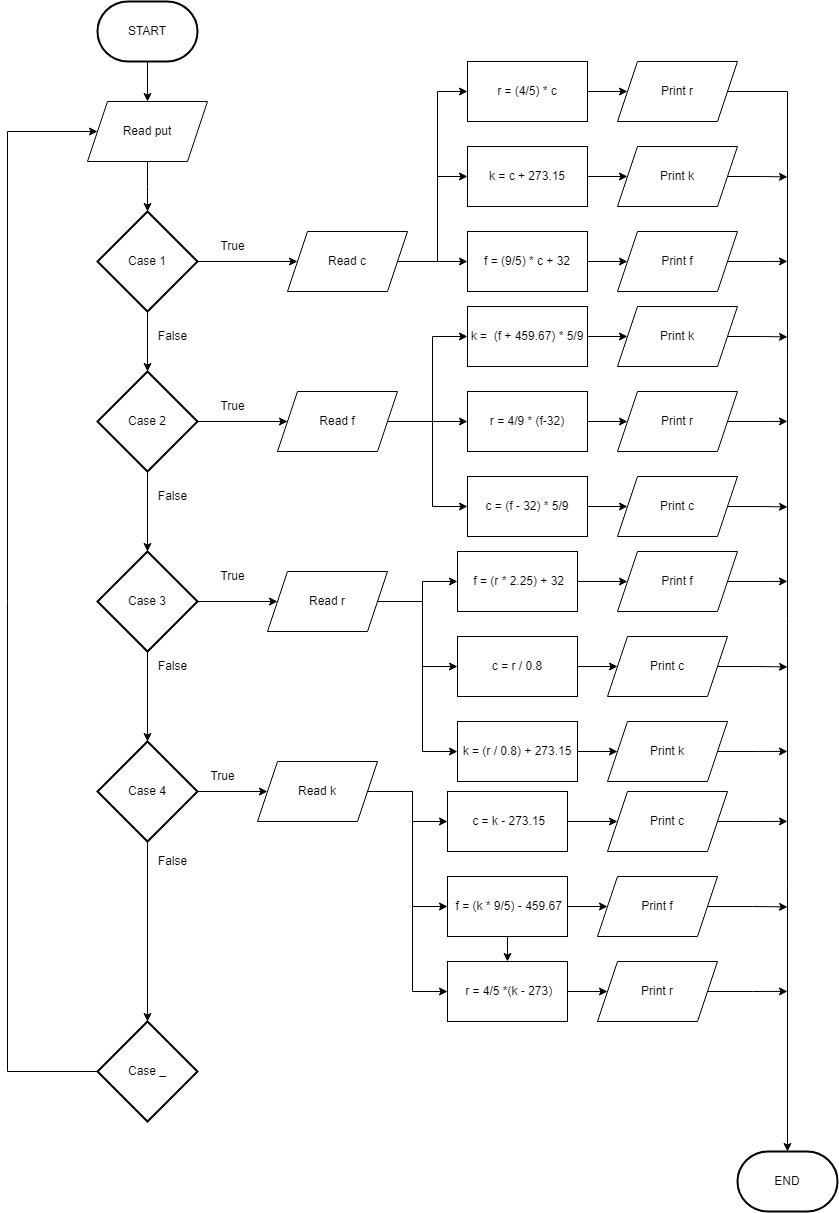 START
Read put
Case 1
True
False
Read c
r = (4/5) * c
Print r
k = c + 273.15
Print k
f = (9/5) * c + 32
Print f
Case 2
True
False
Read f
k =  (f + 459.67) * 5/9
Print k
r = 4/9 * (f-32)
Print r
c = (f - 32) * 5/9
Print c
Case 3
True
False
Read r
f = (r * 2.25) + 32
Print f
c = r / 0.8
Print c
k = (r / 0.8) + 273.15
Print k
Case 4
True
False
Read k
c = k - 273.15
Print c
f = (k * 9/5) - 459.67
Print f
r = 4/5 *(k - 273)
Print r
Case _
END